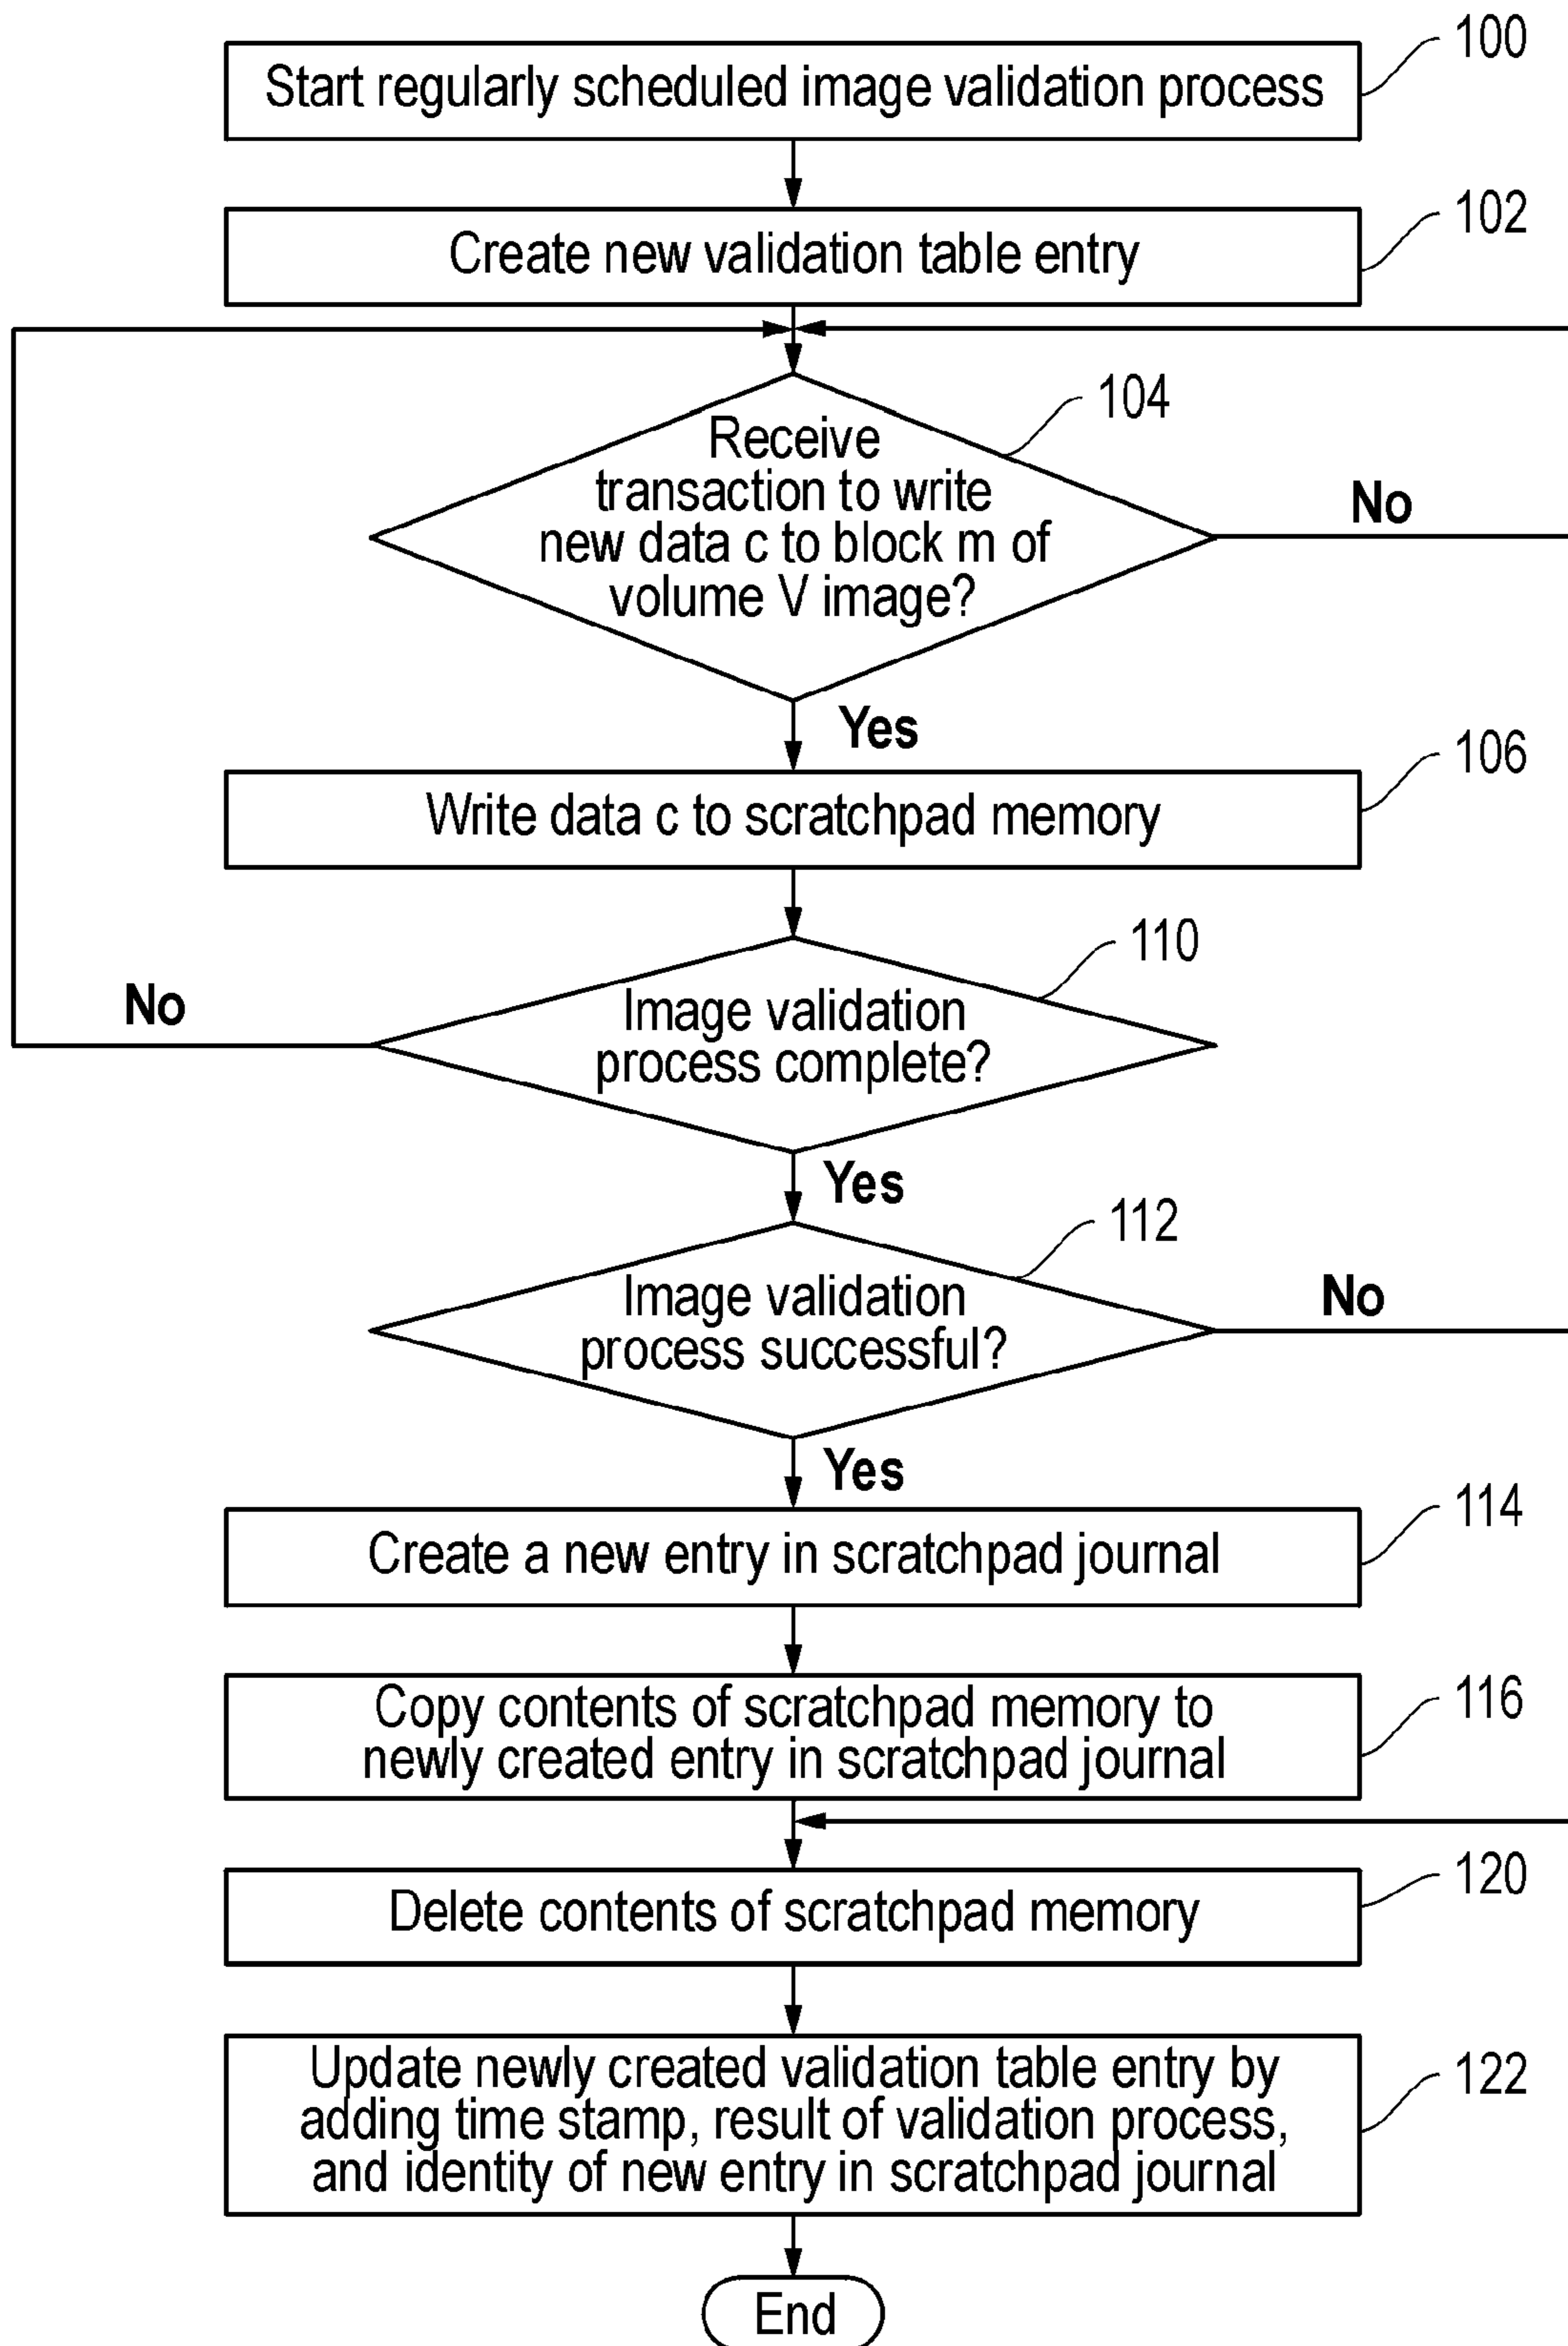 100
Start regularly scheduled image validation process
102
Create new validation table entry
104
Receive
transaction to write
new data c to block m of
volume V image?
No
Yes
106
Write data c to scratchpad memory
110
Image validation
process complete?
No
Yes
112
Image validation
process successful?
No
Yes
114
Create a new entry in scratchpad journal
116
Copy contents of scratchpad memory to
newly created entry in scratchpad journal
120
Delete contents of scratchpad memory
122
Update newly created validation table entry by
adding time stamp, result of validation process,
and identity of new entry in scratchpad journal
End